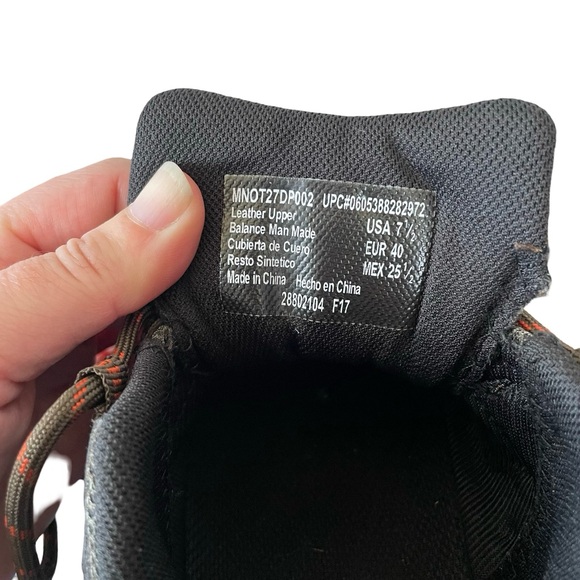 MNOT27DP002 UPC#0605388282972
Leather Upper USA 7 1/2
Balance Man Made EUR 40
Cubierta de Cuero MEX 25 1/2
Resto Sintetico
Made in China Hecho en China
28802104 F17